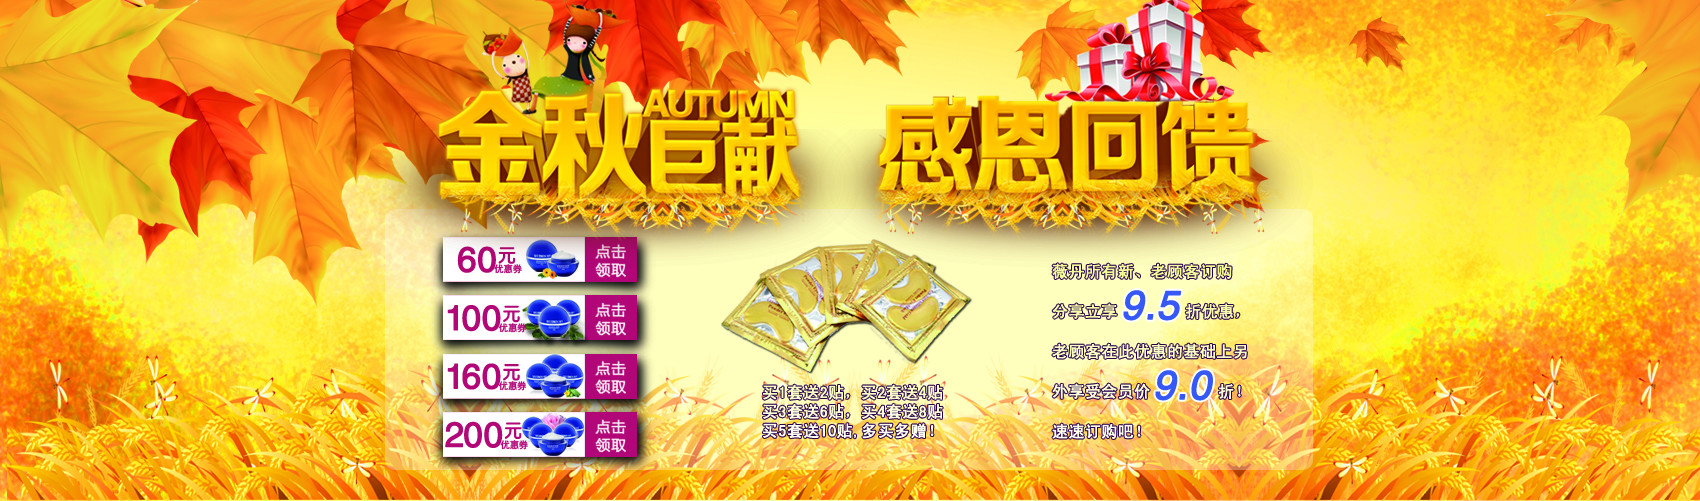 金秋巨献
AUTUMN
感恩回馈
60元
优惠券
点击
领取
100元
优惠券
点击
领取
160元
优惠券
点击
领取
200元
优惠券
点击
领取
买1套送2贴，买2套送4贴
买3套送6贴，买4套送8贴
买5套送10贴,多买多赠！
薇丹所有新、老顾客订购
分享立享 9.5 折优惠，
老顾客在此优惠的基础上另
外享受会员价 9.0 折！
速速订购吧！